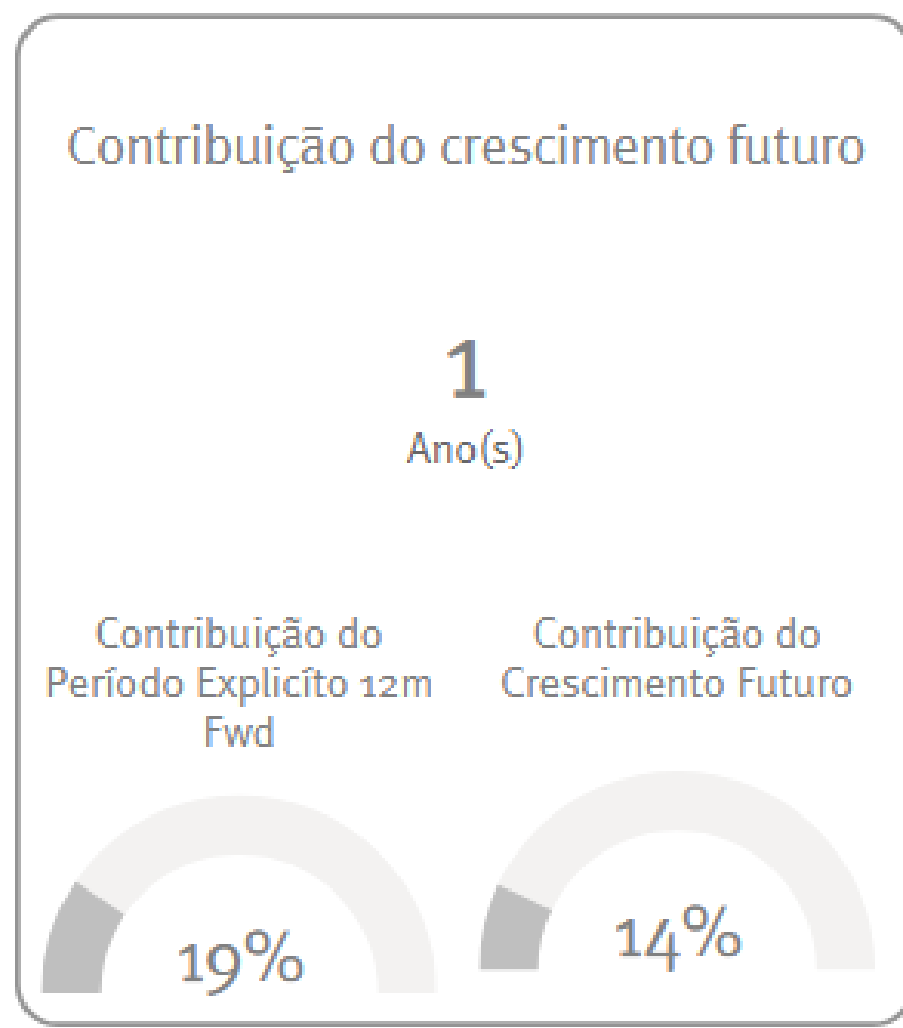 Contribuição do crescimento futuro
1
Ano(s)
Contribuição do
Período Explicíto 12m
Fwd
Contribuição do
Crescimento Futuro
19%
14%